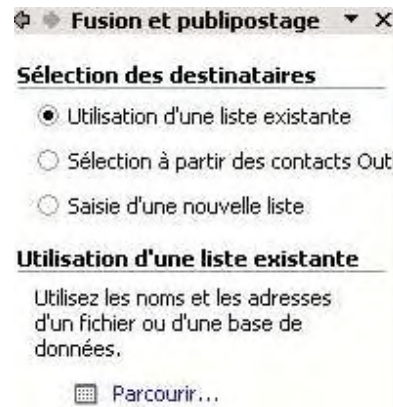 Fusion et publipostage
Sélection des destinataires
Utilisation d'une liste existante
Sélection à partir des contacts Out
Saisie d'une nouvelle liste
Utilisation d'une liste existante
Utilisez les noms et les adresses
d'un fichier ou d'une base de
données.
Parcourir...